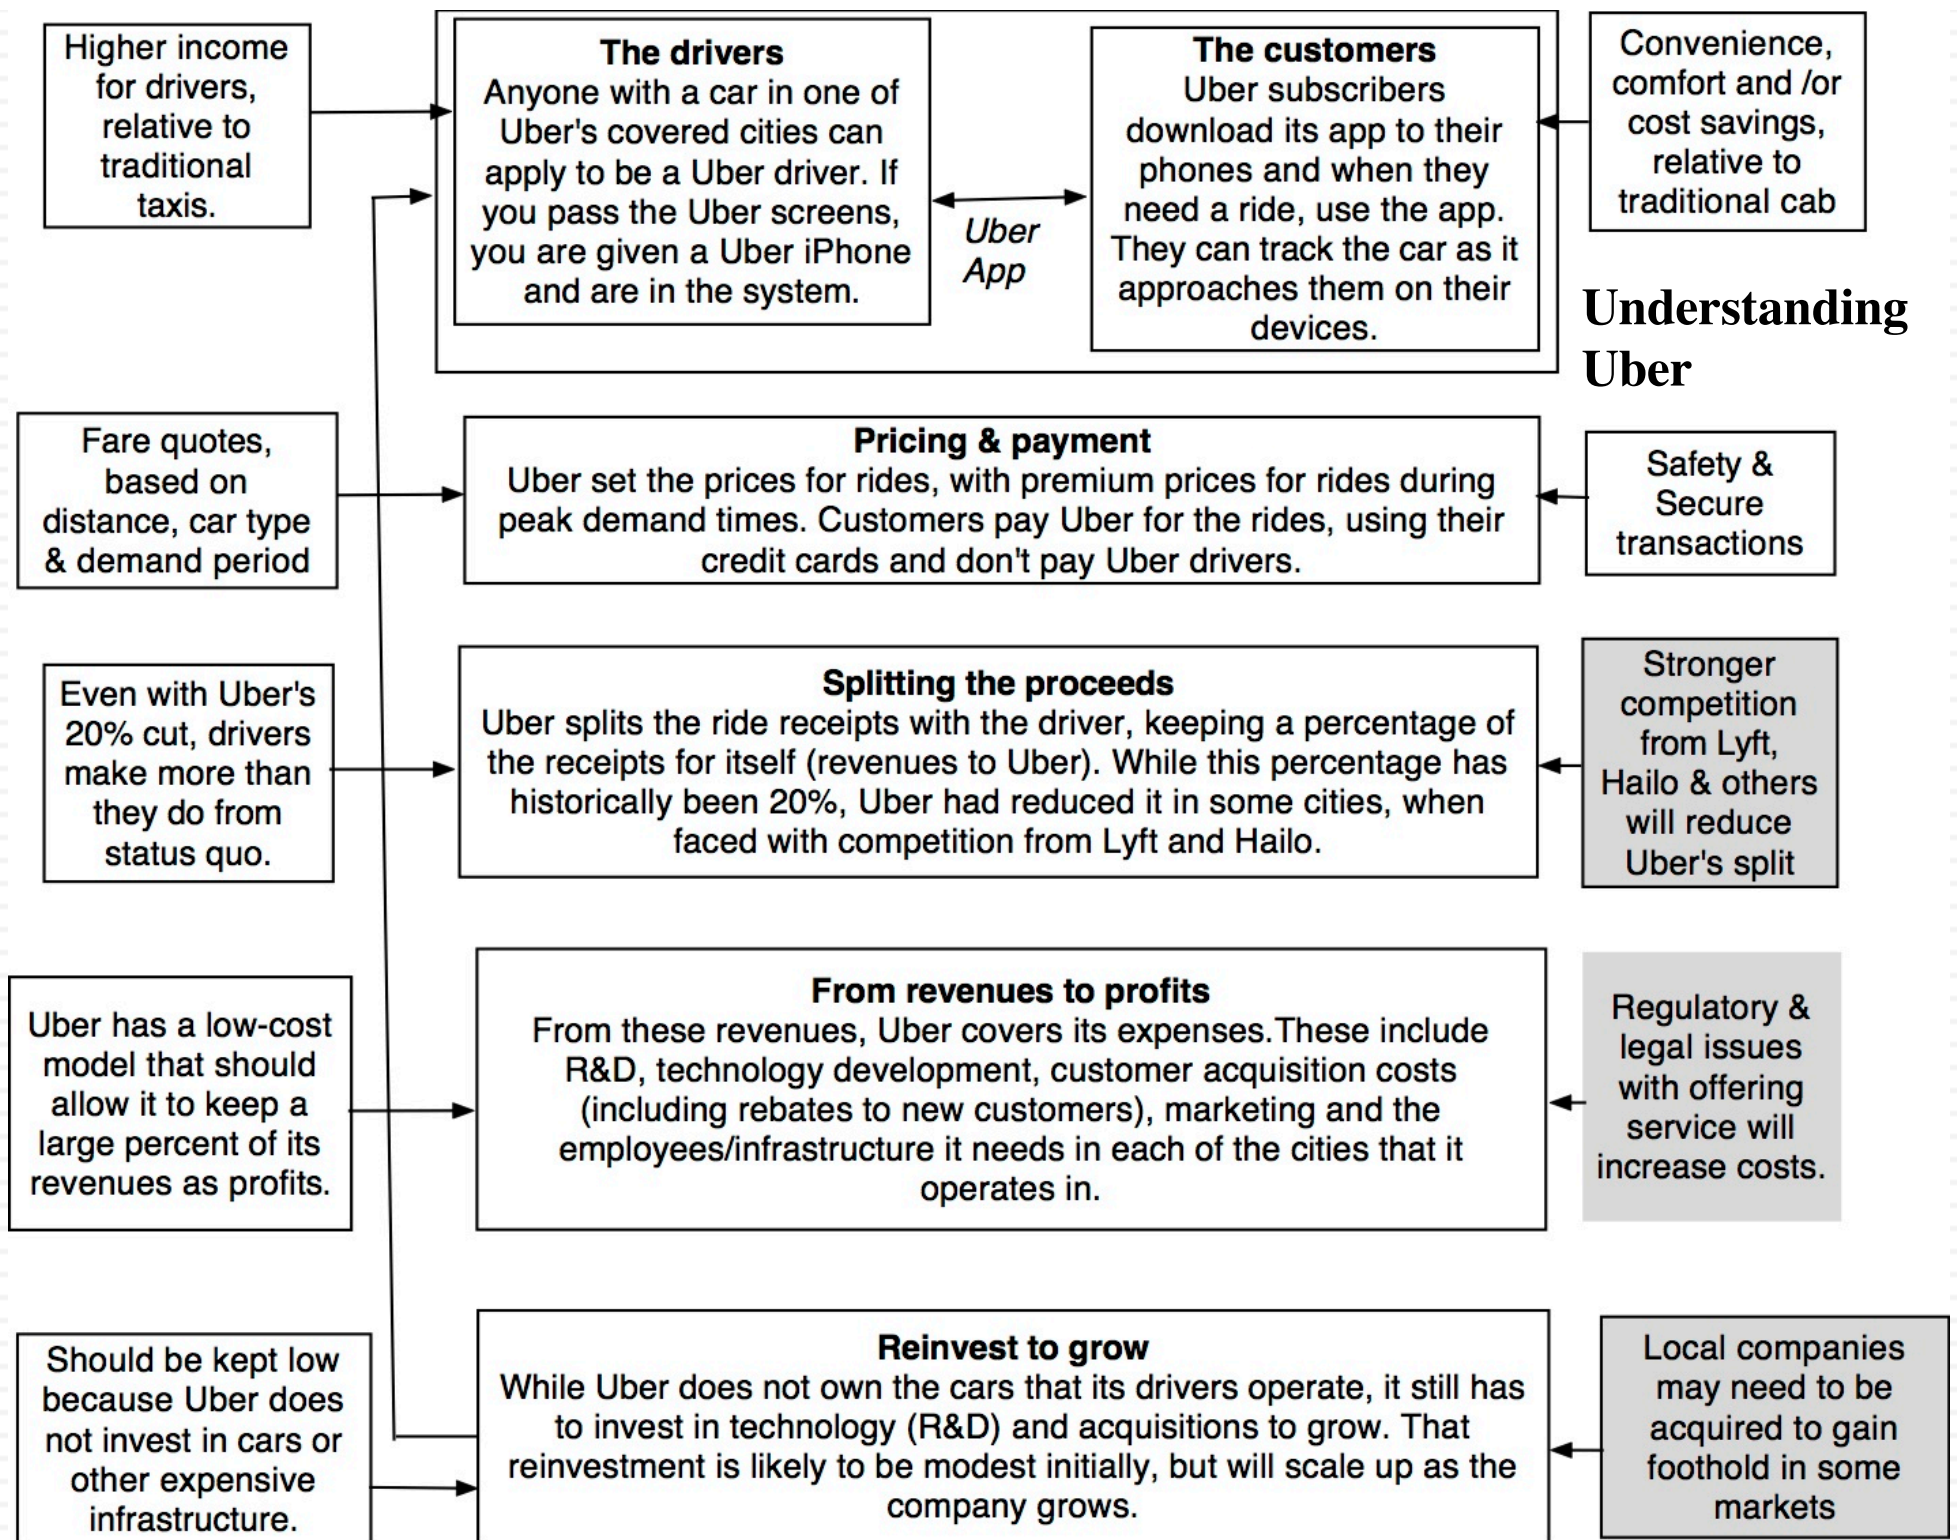 Higher income
for drivers,
relative to
traditional
taxis.
The drivers
Anyone with a car in one of
Uber's covered cities can
apply to be a Uber driver. If
you pass the Uber screens,
you are given a Uber iPhone
and are in the system.
Uber
App
The customers
Uber subscribers
download its app to their
phones and when they
need a ride, use the app.
They can track the car as it
approaches them on their
devices.
Convenience,
comfort and /or
cost savings,
relative to
traditional cab
Understanding
Uber
Fare quotes,
based on
distance, car type
& demand period
Pricing & payment
Uber set the prices for rides, with premium prices for rides during
peak demand times. Customers pay Uber for the rides, using their
credit cards and don't pay Uber drivers.
Safety &
Secure
transactions
Even with Uber's
20% cut, drivers
make more than
they do from
status quo.
Splitting the proceeds
Uber splits the ride receipts with the driver, keeping a percentage of
the receipts for itself (revenues to Uber). While this percentage has
historically been 20%, Uber had reduced it in some cities, when
faced with competition from Lyft and Hailo.
Stronger
competition
from Lyft,
Hailo & others
will reduce
Uber's split
Uber has a low-cost
model that should
allow it to keep a
large percent of its
revenues as profits.
From revenues to profits
From these revenues, Uber covers its expenses.These include
R&D, technology development, customer acquisition costs
(including rebates to new customers), marketing and the
employees/infrastructure it needs in each of the cities that it
operates in.
Regulatory &
legal issues
with offering
service will
increase costs.
Should be kept low
because Uber does
not invest in cars or
other expensive
infrastructure.
Reinvest to grow
While Uber does not own the cars that its drivers operate, it still has
to invest in technology (R&D) and acquisitions to grow. That
reinvestment is likely to be modest initially, but will scale up as the
company grows.
Local companies
may need to be
acquired to gain
foothold in some
markets